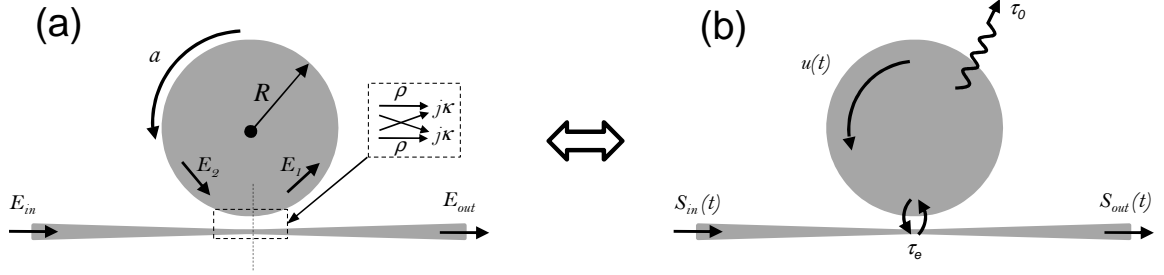 (a)
a
R
ρ
jκ
jκ
ρ
E2
E1
Ein
Eout
(b)
τ0
u(t)
Sin(t)
Sout(t)
τe